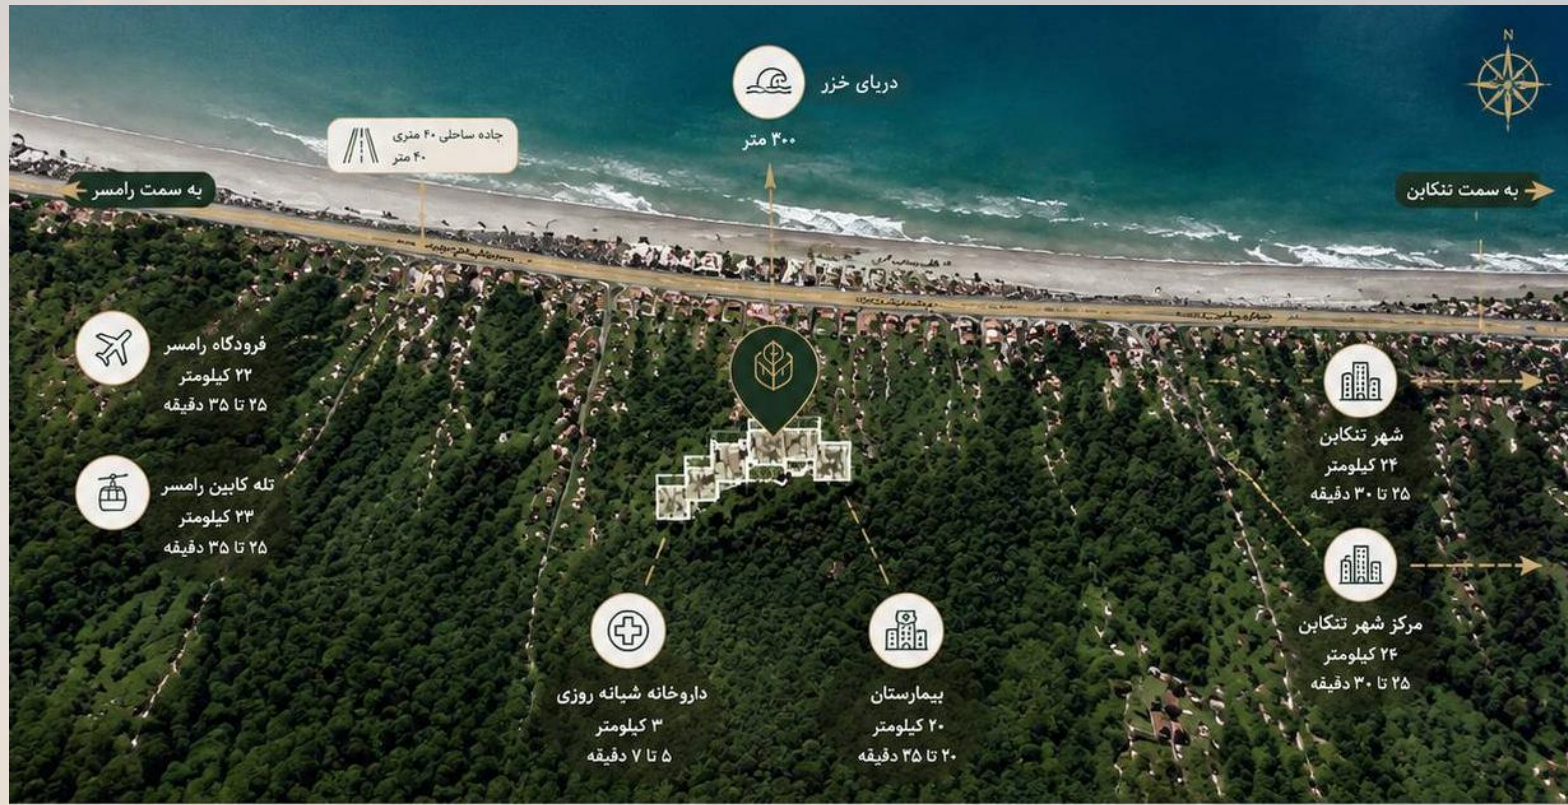 N
دریای خزر
۳۰۰ متر
جاده ساحلی ۴۰ متری
۴۰ متر
به سمت رامسر
به سمت تنکابن
فرودگاه رامسر
۲۲ کیلومتر
۲۵ تا ۳۵ دقیقه
تله کابین رامسر
۲۳ کیلومتر
۲۵ تا ۳۵ دقیقه
شهر تنکابن
۲۴ کیلومتر
۲۵ تا ۳۰ دقیقه
مرکز شهر تنکابن
۲۴ کیلومتر
۲۵ تا ۳۰ دقیقه
داروخانه شبانه روزی
۳ کیلومتر
۵ تا ۷ دقیقه
بیمارستان
۲۰ کیلومتر
۲۰ تا ۳۵ دقیقه